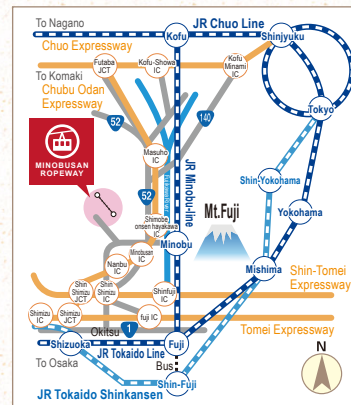 To Nagano
JR Chuo Line
Kofu
Shinjyuku
Chuo Expressway
Futaba
JCT
Kofu-Showa
IC
Kofu
Minami
IC
To Komaki
Chubu Odan
Expressway
52
140
Tokyo
MINOBUSAN
ROPEWAY
Masuho
IC
JR Minobu-line
Shin-Yokohama
52
Mt.Fuji
Yokohama
Shimobe
onsen hayakawa
IC
Minobu
Minobusan
IC
Nanbu
IC
Mishima
Shin-Tomei
Expressway
Shin
Shimizu
JCT
Shin
Shimizu
IC
Shinfuji
IC
Shimizu
IC
Shimizu
JCT
fuji IC
Tomei Expressway
Okitsu
1
Shizuoka
JR Tokaido Line
Fuji
N
To Osaka
Bus
Shin-Fuji
JR Tokaido Shinkansen